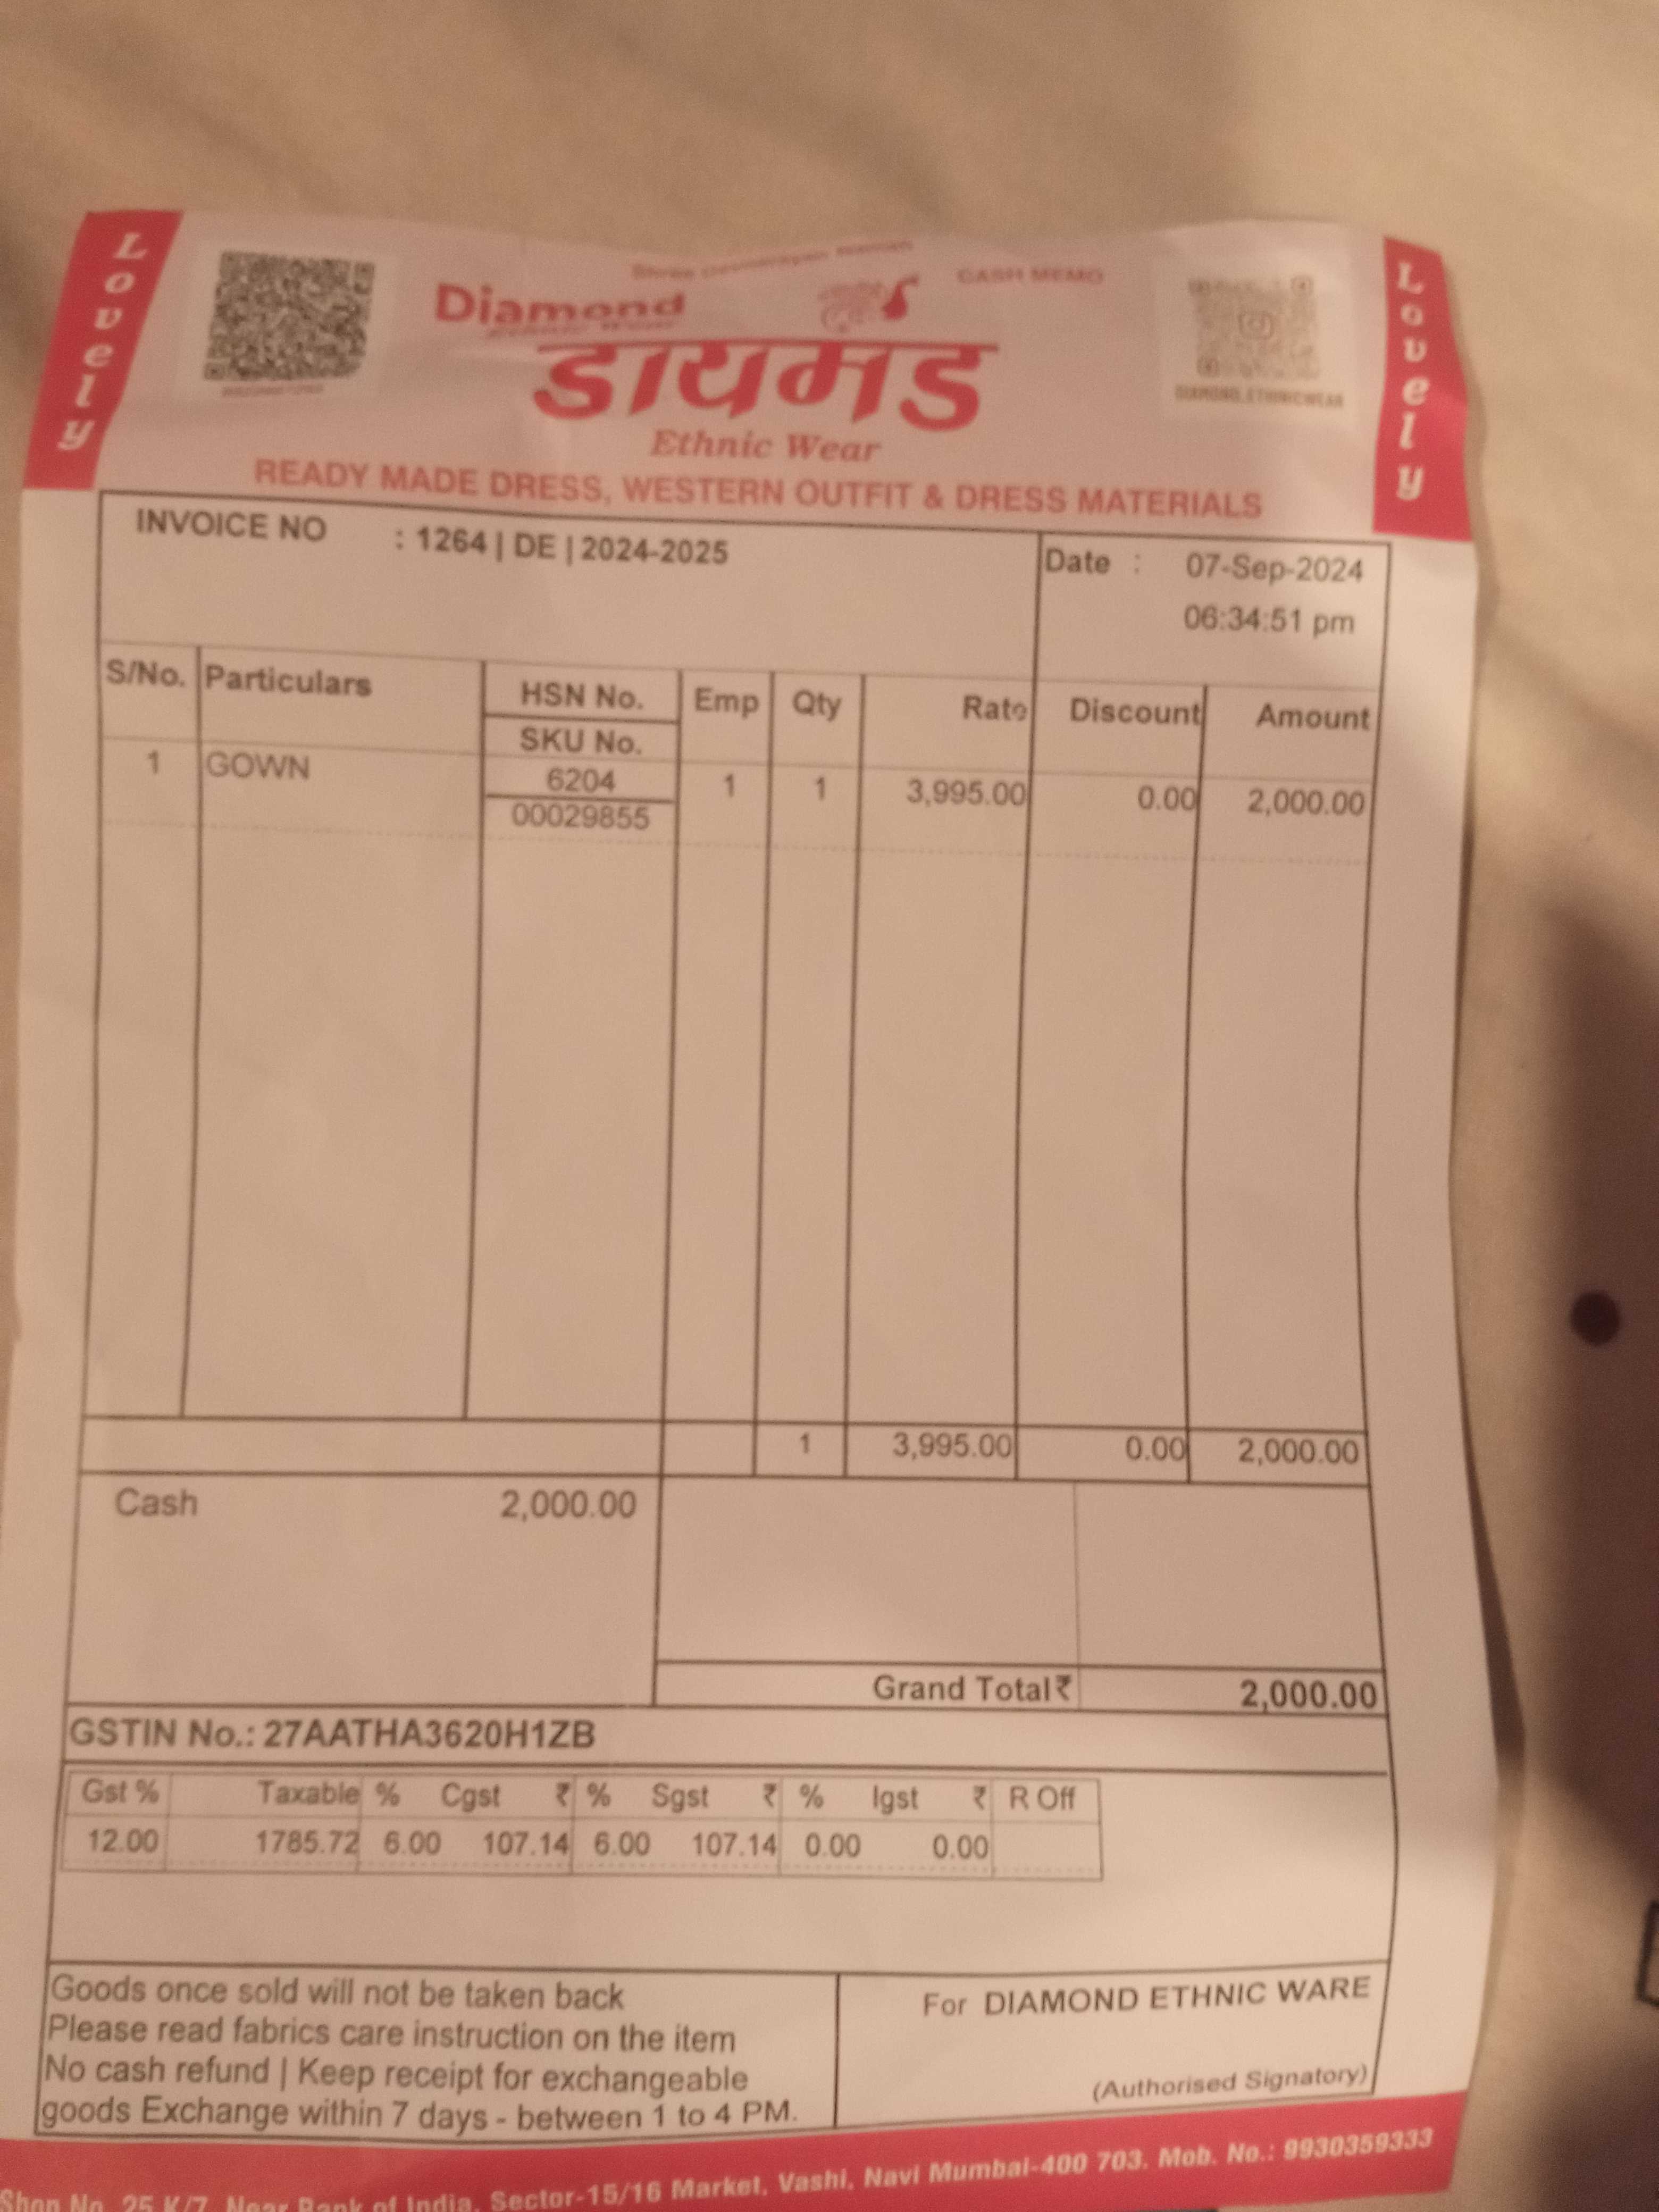 Lovely
Lovely
CASH MEMO
Diamond
Ethnic Wear
डायमंड
DIAMOND.ETHNICWEAR
Ethnic Wear
READY MADE DRESS, WESTERN OUTFIT & DRESS MATERIALS
INVOICE NO : 1264 | DE | 2024-2025 Date : 07-Sep-2024
06:34:51 pm
S/No. Particulars HSN No. Emp Qty Rate Discount Amount
SKU No.
1 GOWN 6204 1 1 3,995.00 0.00 2,000.00
00029855
1 3,995.00 0.00 2,000.00
Cash 2,000.00
Grand Total ₹ 2,000.00
GSTIN No.: 27AATHA3620H1ZB
Gst % Taxable % Cgst ₹ % Sgst ₹ % Igst ₹ R Off
12.00 1785.72 6.00 107.14 6.00 107.14 0.00 0.00
Goods once sold will not be taken back
Please read fabrics care instruction on the item
No cash refund | Keep receipt for exchangeable
goods Exchange within 7 days - between 1 to 4 PM.
For DIAMOND ETHNIC WARE
(Authorised Signatory)
Shop No. 25 K/7, Near Bank of India, Sector-15/16 Market, Vashi, Navi Mumbai-400 703. Mob. No.: 9930359333